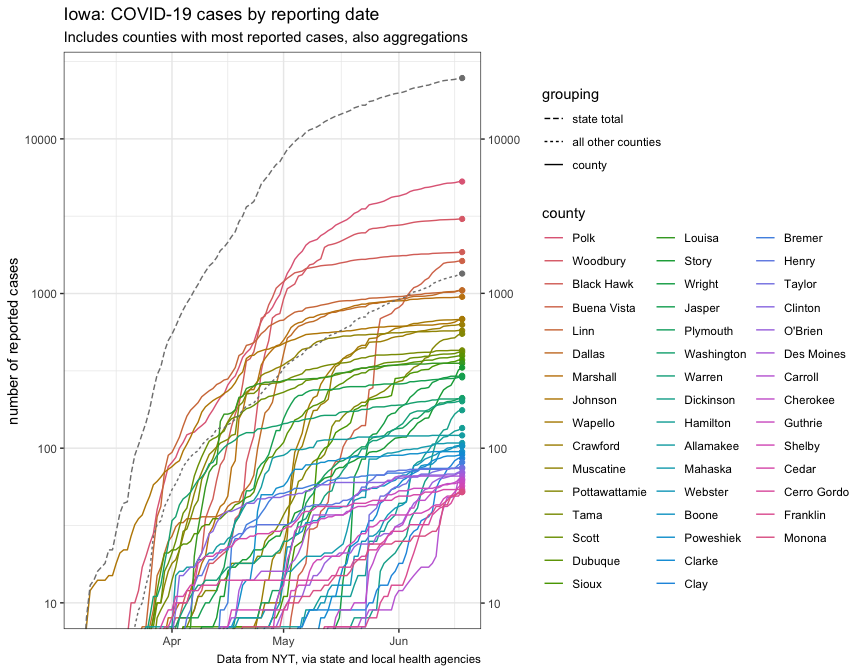 Iowa: COVID-19 cases by reporting date
Includes counties with most reported cases, also aggregations
number of reported cases
10000
1000
100
10
10000
1000
100
10
Apr
May
Jun
Data from NYT, via state and local health agencies
grouping
state total
all other counties
county
county
Polk
Woodbury
Black Hawk
Buena Vista
Linn
Dallas
Marshall
Johnson
Wapello
Crawford
Muscatine
Pottawattamie
Tama
Scott
Dubuque
Sioux
Louisa
Story
Wright
Jasper
Plymouth
Washington
Warren
Dickinson
Hamilton
Allamakee
Mahaska
Webster
Boone
Poweshiek
Clarke
Clay
Bremer
Henry
Taylor
Clinton
O'Brien
Des Moines
Carroll
Cherokee
Guthrie
Shelby
Cedar
Cerro Gordo
Franklin
Monona